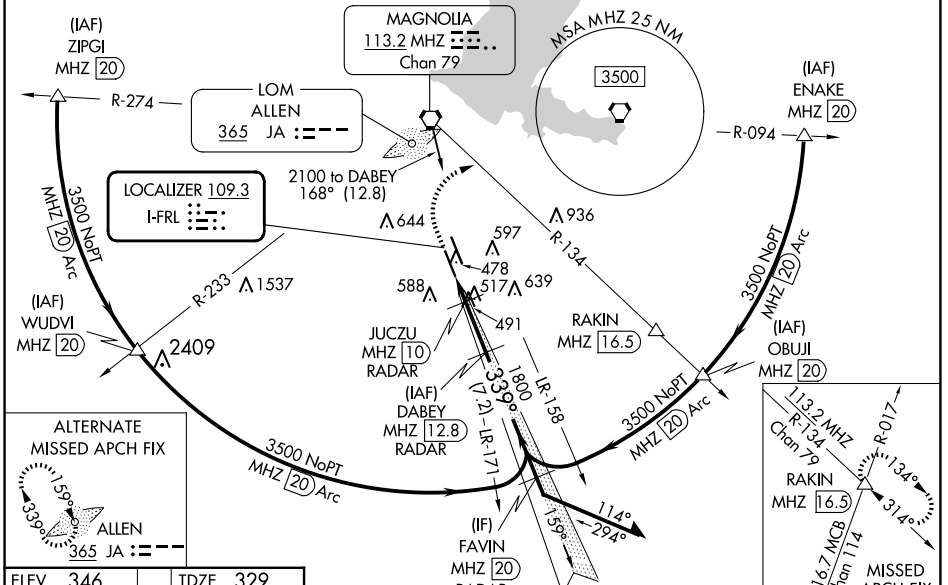 (IAF)
ZIPGI
MHZ 20
R-274
LOM
ALLEN
365 JA
MAGNOLIA
113.2 MHZ
Chan 79
MSA MHZ 25 NM
3500
(IAF)
ENAKE
MHZ 20
R-094
LOCALIZER 109.3
I-FRL
2100 to DABEY
168° (12.8)
3500 NoPT
MHZ 20 Arc
3500 NoPT
MHZ 20 Arc
644
936
597
478
R-134
R-233
1537
588
517
639
491
(IAF)
WUDVI
MHZ 20
2409
JUCZU
MHZ 10
RADAR
RAKIN
MHZ 16.5
(IAF)
OBUJI
MHZ 20
339°
1800
(7.2)
LR-158
LR-171
(IAF)
DABEY
MHZ 12.8
RADAR
3500 NoPT
MHZ 20 Arc
3500 NoPT
MHZ 20 Arc
114°
294°
159°
(IF)
FAVIN
MHZ 20
ALTERNATE
MISSED APCH FIX
159°
339°
ALLEN
365 JA
113.2 MHZ
R-134
Chan 79
R-017
RAKIN
MHZ 16.5
134°
314°
MISSED
ELEV 346
TDZE 329